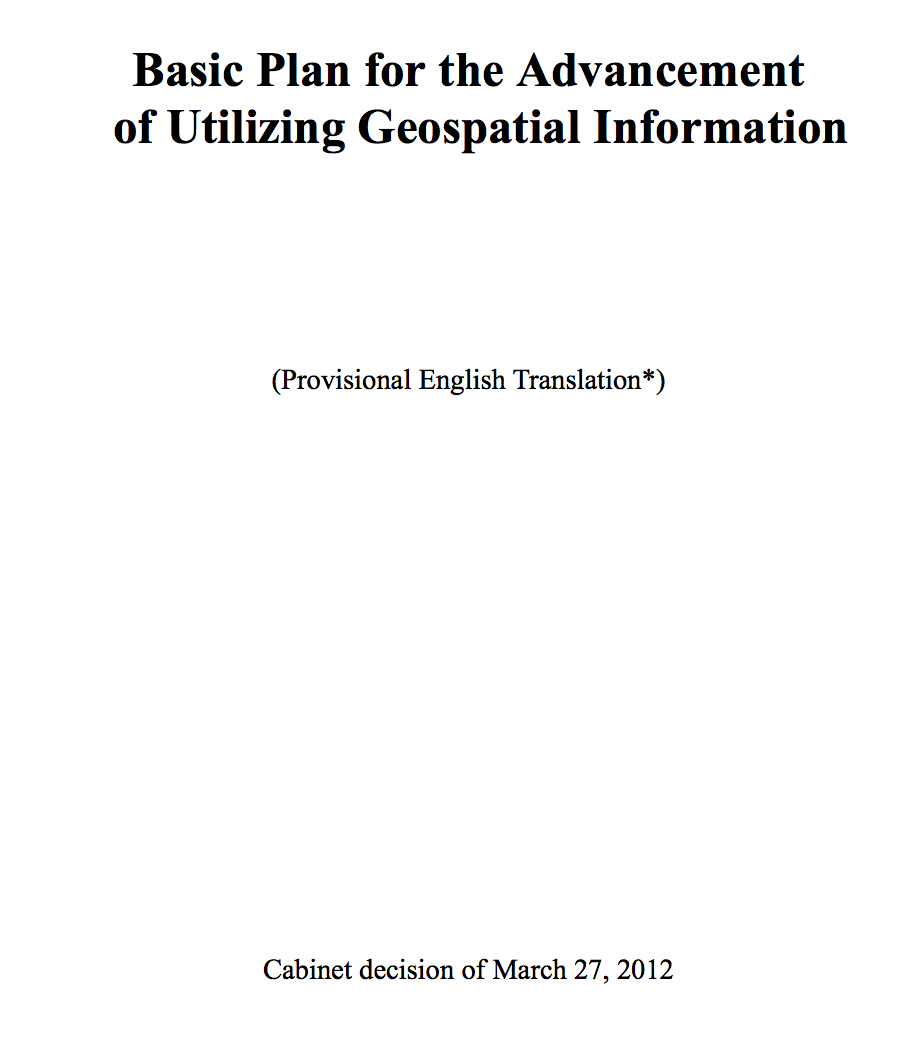 Basic Plan for the Advancement
of Utilizing Geospatial Information
(Provisional English Translation*)
Cabinet decision of March 27, 2012